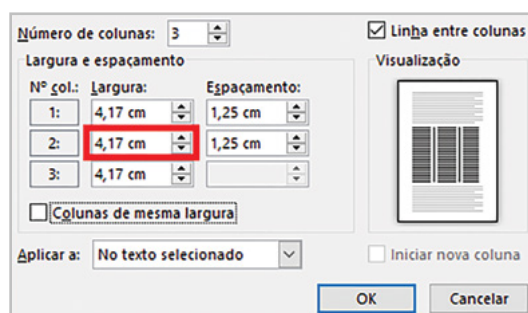 Número de colunas: 3
Linha entre colunas
Largura e espaçamento
Visualização
Nº col.: Largura: Espaçamento:
1: 4,17 cm 1,25 cm
2: 4,17 cm 1,25 cm
3: 4,17 cm
Colunas de mesma largura
Aplicar a: No texto selecionado
Iniciar nova coluna
OK Cancelar